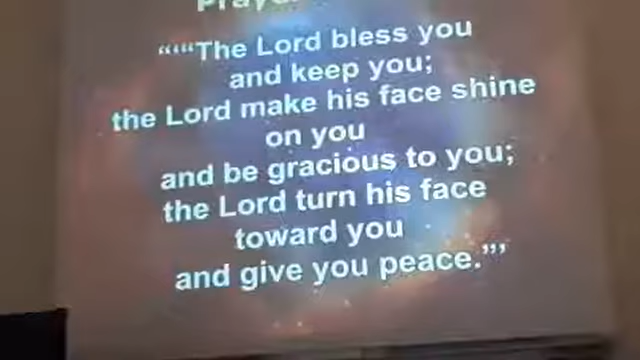 """The Lord bless you
and keep you;
the Lord make his face shine
on you
and be gracious to you;
the Lord turn his face
toward you
and give you peace."'